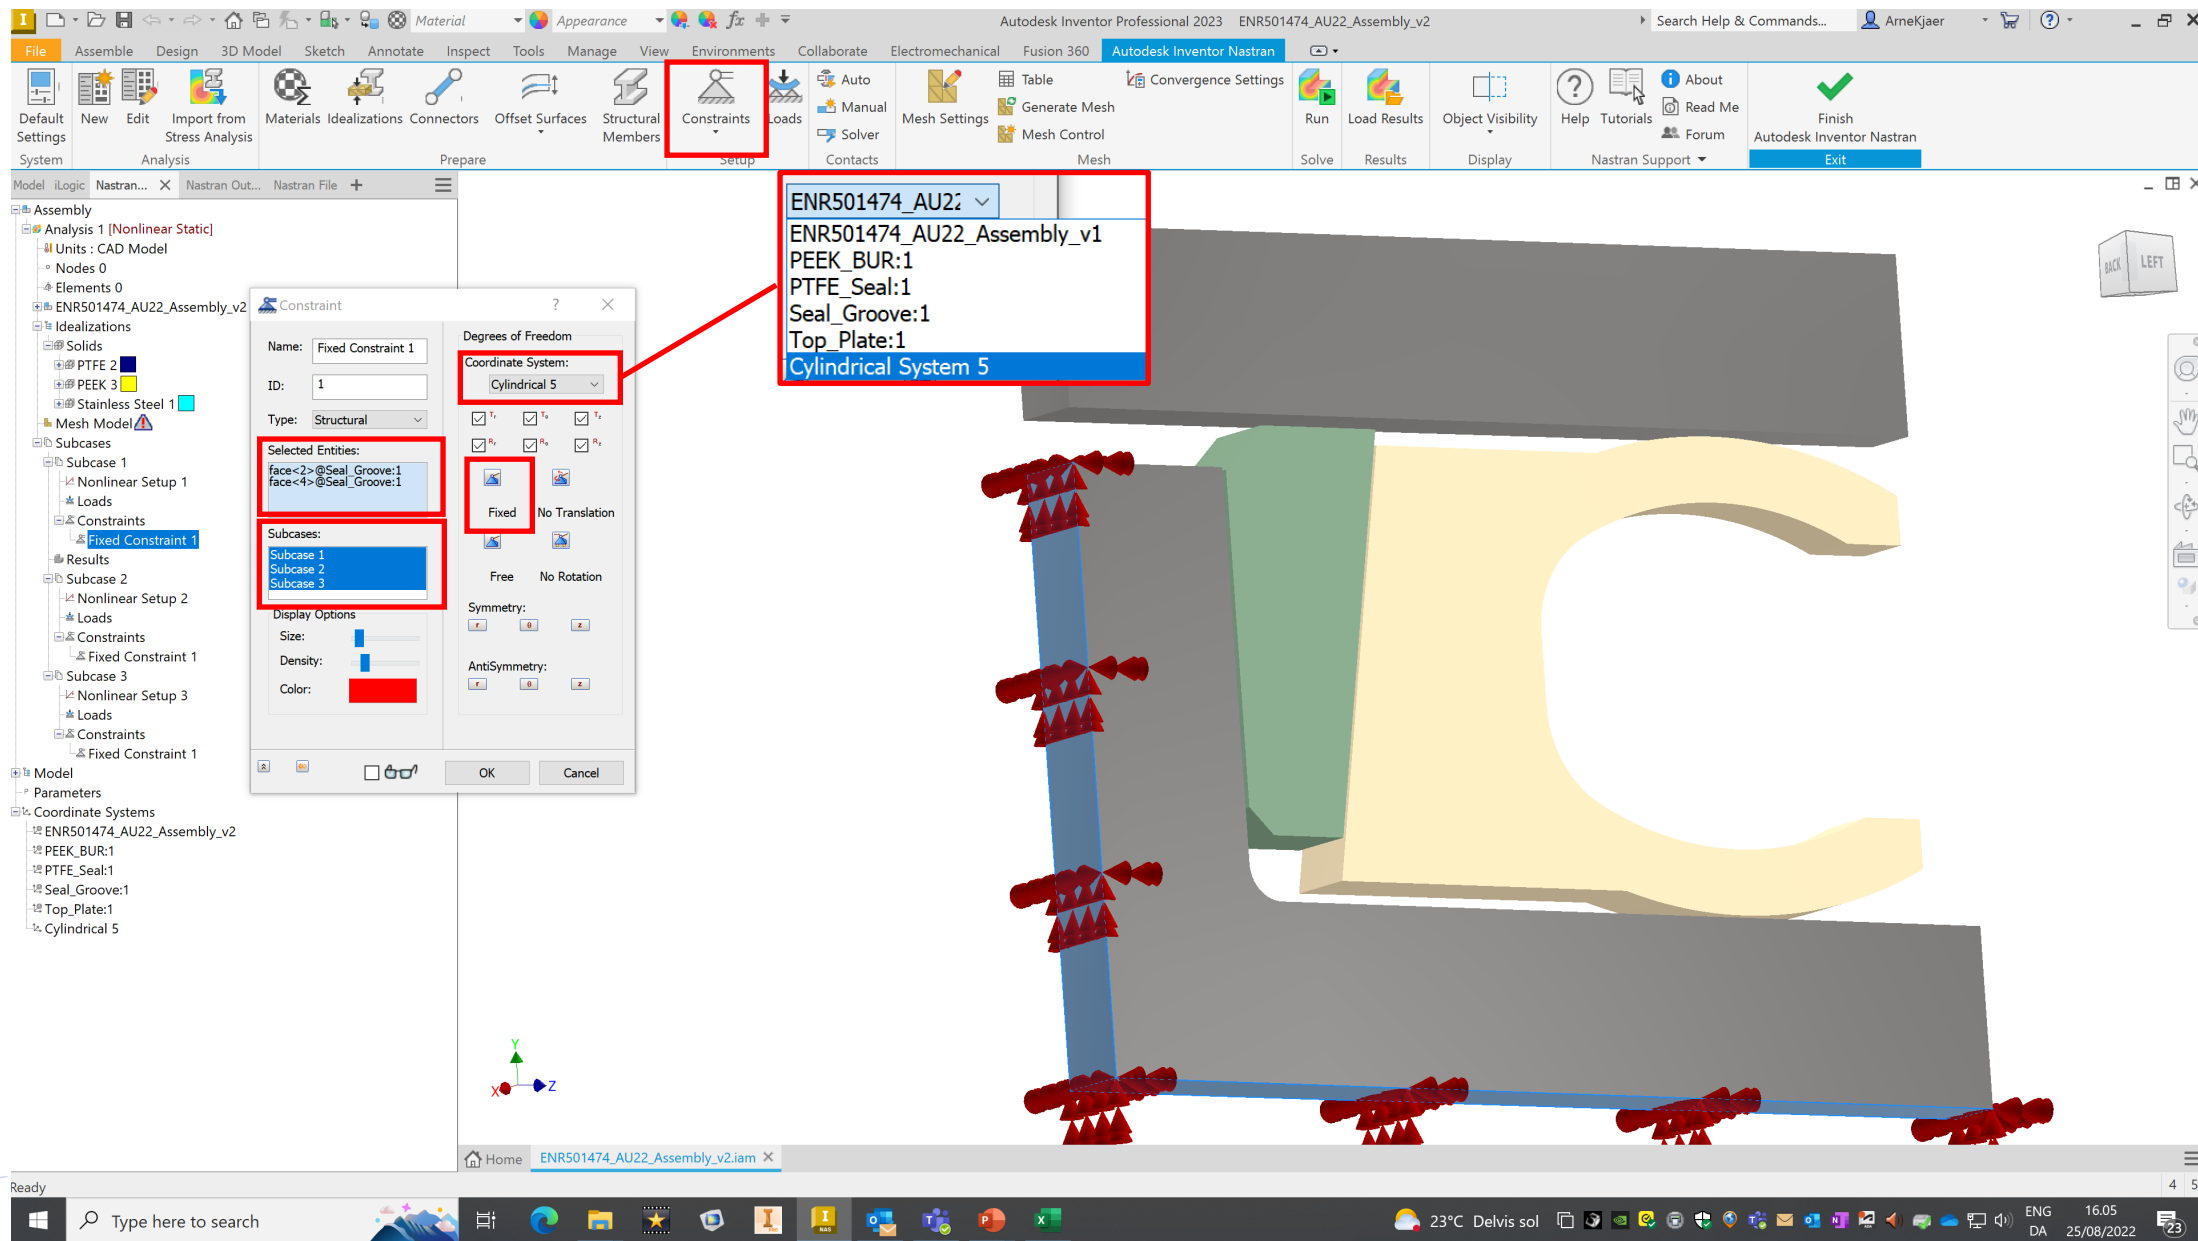 Material
Appearance
Autodesk Inventor Professional 2023 ENR501474_AU22_Assembly_v2
Search Help & Commands...
ArneKjaer
File Assemble Design 3D Model Sketch Annotate Inspect Tools Manage View Environments Collaborate Electromechanical Fusion 360 Autodesk Inventor Nastran
Default Settings
System
New
Edit
Import from Stress Analysis
Analysis
Materials
Idealizations
Connectors
Offset Surfaces
Structural Members
Prepare
Constraints
Loads
Setup
Auto
Manual
Solver
Contacts
Mesh Settings
Table
Generate Mesh
Mesh Control
Convergence Settings
Mesh
Run
Solve
Load Results
Results
Object Visibility
Display
Help
Tutorials
About
Read Me
Forum
Nastran Support
Finish
Autodesk Inventor Nastran
Exit
Model iLogic Nastran... Nastran Out... Nastran File
Assembly
Analysis 1 [Nonlinear Static]
Units : CAD Model
Nodes 0
Elements 0
ENR501474_AU22_Assembly_v2
Idealizations
Solids
PTFE 2
PEEK 3
Stainless Steel 1
Mesh Model
Subcases
Subcase 1
Nonlinear Setup 1
Loads
Constraints
Fixed Constraint 1
Results
Subcase 2
Nonlinear Setup 2
Loads
Constraints
Fixed Constraint 1
Subcase 3
Nonlinear Setup 3
Loads
Constraints
Fixed Constraint 1
Model
Parameters
Coordinate Systems
ENR501474_AU22_Assembly_v2
PEEK_BUR:1
PTFE_Seal:1
Seal_Groove:1
Top_Plate:1
Cylindrical 5
Constraint
Name: Fixed Constraint 1
ID: 1
Type: Structural
Selected Entities:
face<2>@Seal_Groove:1
face<4>@Seal_Groove:1
Subcases:
Subcase 1
Subcase 2
Subcase 3
Display Options
Size:
Density:
Color:
Degrees of Freedom
Coordinate System:
Cylindrical 5
Tr Tθ Tz
Rr Rθ Rz
Fixed No Translation
Free No Rotation
Symmetry:
r θ z
AntiSymmetry:
r θ z
OK Cancel
ENR501474_AU22
ENR501474_AU22_Assembly_v1
PEEK_BUR:1
PTFE_Seal:1
Seal_Groove:1
Top_Plate:1
Cylindrical System 5
BACK LEFT
Y
X
Z
Home ENR501474_AU22_Assembly_v2.iam
Ready
4 5
Type here to search
23°C Delvis sol
ENG
DA
16.05
25/08/2022
23